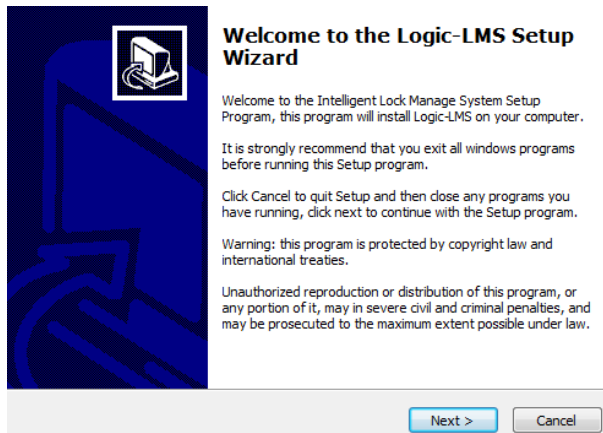 Welcome to the Logic-LMS Setup
Wizard
Welcome to the Intelligent Lock Manage System Setup
Program, this program will install Logic-LMS on your computer.
It is strongly recommend that you exit all windows programs
before running this Setup program.
Click Cancel to quit Setup and then close any programs you
have running, click next to continue with the Setup program.
Warning: this program is protected by copyright law and
international treaties.
Unauthorized reproduction or distribution of this program, or
any portion of it, may in severe civil and criminal penalties, and
may be prosecuted to the maximum extent possible under law.
Next >
Cancel